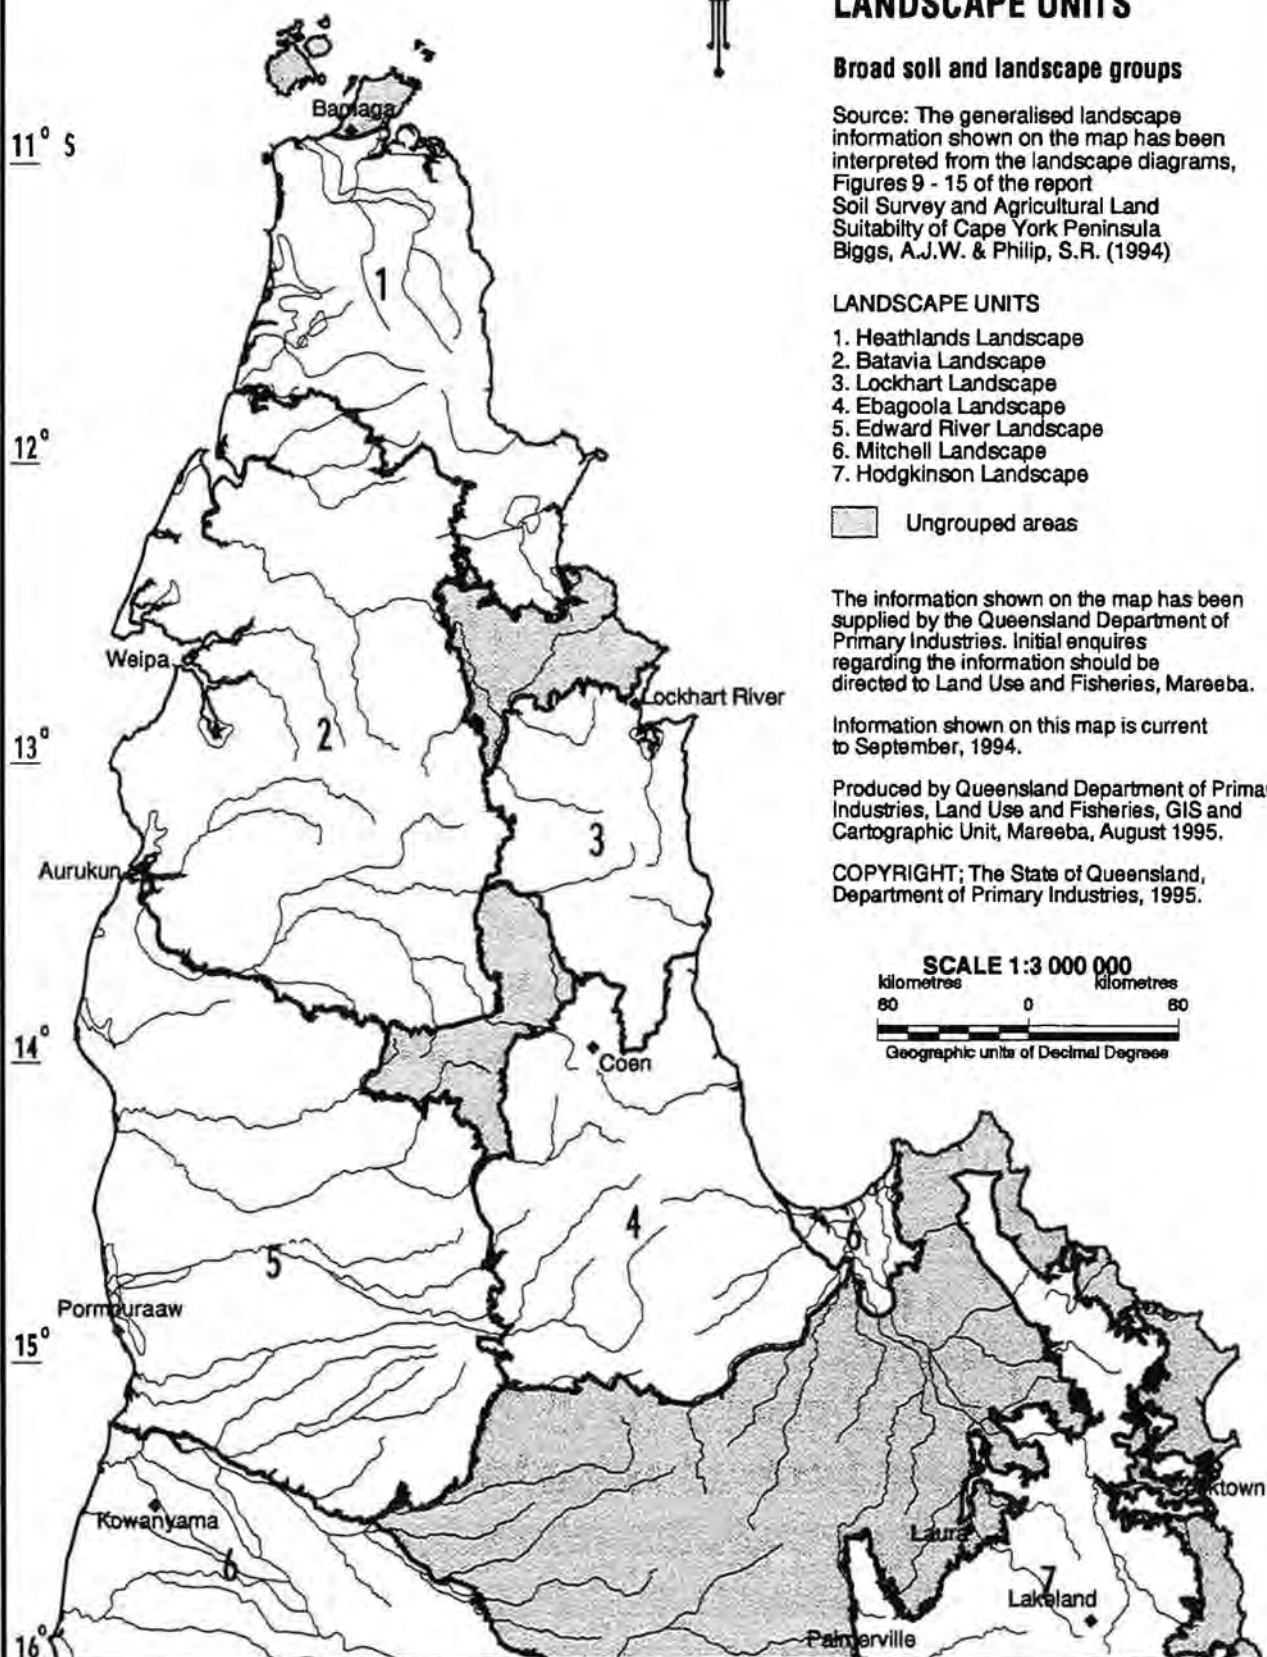 LANDSCAPE UNITS
Broad soil and landscape groups
Source: The generalised landscape
information shown on the map has been
interpreted from the landscape diagrams,
Figures 9 - 15 of the report
Soil Survey and Agricultural Land
Suitabilty of Cape York Peninsula
Biggs, A.J.W. & Philip, S.R. (1994)
LANDSCAPE UNITS
1. Heathlands Landscape
2. Batavia Landscape
3. Lockhart Landscape
4. Ebagoola Landscape
5. Edward River Landscape
6. Mitchell Landscape
7. Hodgkinson Landscape
Ungrouped areas
The information shown on the map has been
supplied by the Queensland Department of
Primary Industries. Initial enquires
regarding the information should be
directed to Land Use and Fisheries, Mareeba.
Information shown on this map is current
to September, 1994.
Produced by Queensland Department of Prima
Industries, Land Use and Fisheries, GIS and
Cartographic Unit, Mareeba, August 1995.
COPYRIGHT; The State of Queensland,
Department of Primary Industries, 1995.
SCALE 1:3 000 000
kilometres kilometres
60 0 60
Geographic units of Decimal Degrees
Bamaga
11° S
1
12°
Weipa
Lockhart River
2
13°
3
Aurukun
14°
Coen
4
6
5
Pormpuraaw
15°
Cooktown
Kowanyama
Laura
6
7
Lakeland
Palmerville
16°